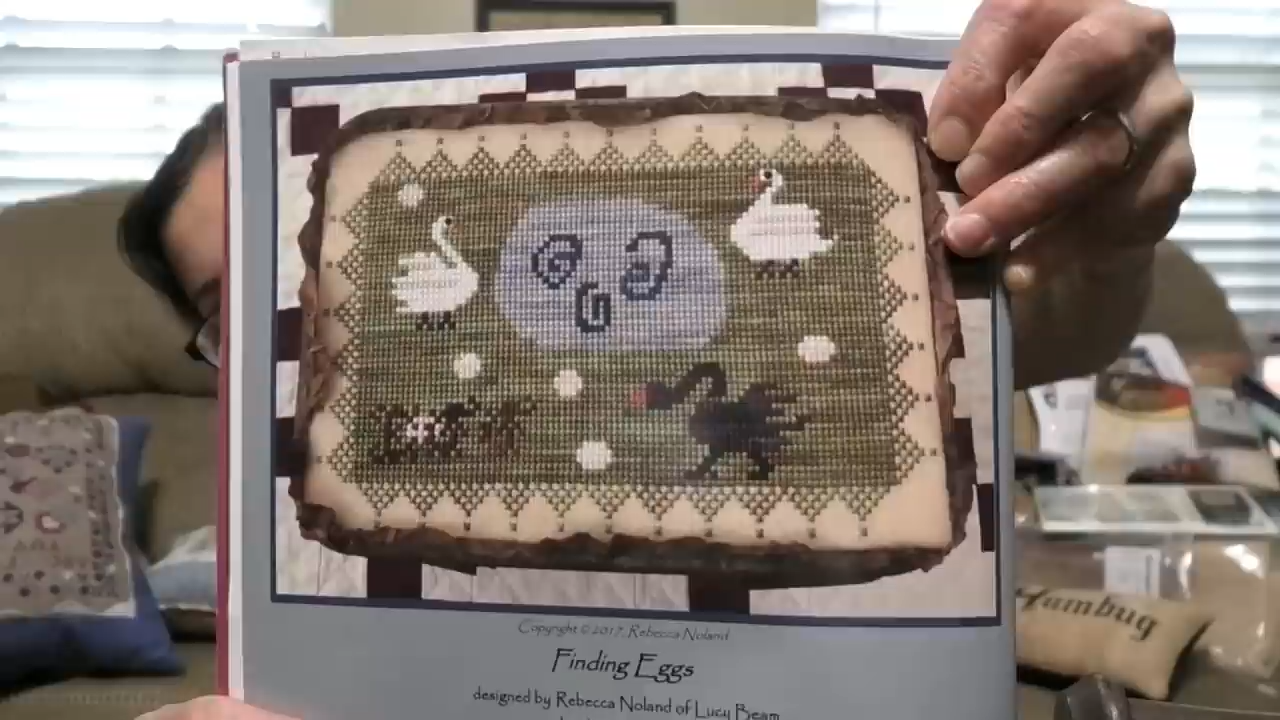 Copyright © 2017, Rebecca Noland
Finding Eggs
designed by Rebecca Noland of Lucy Beam
Humbug